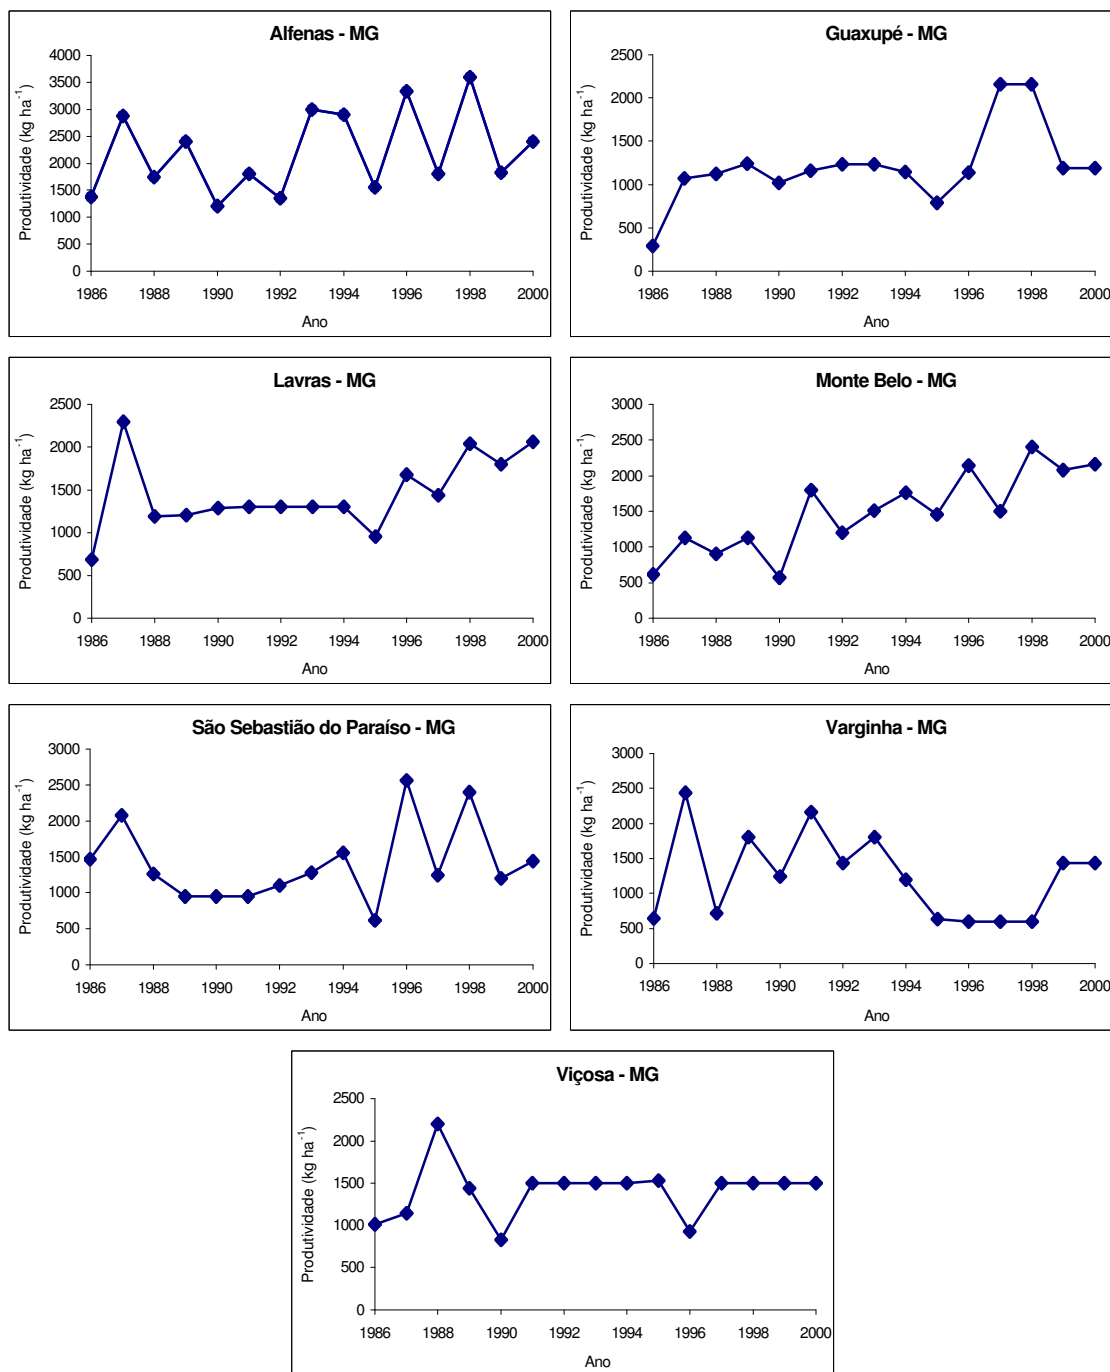 Alfenas - MG
Produtividade (kg ha⁻¹)
4000
3500
3000
2500
2000
1500
1000
500
0
1986 1988 1990 1992 1994 1996 1998 2000
Ano
Guaxupé - MG
Produtividade (kg ha⁻¹)
2500
2000
1500
1000
500
0
1986 1988 1990 1992 1994 1996 1998 2000
Ano
Lavras - MG
Produtividade (kg ha⁻¹)
2500
2000
1500
1000
500
0
1986 1988 1990 1992 1994 1996 1998 2000
Ano
Monte Belo - MG
Produtividade (kg ha⁻¹)
3000
2500
2000
1500
1000
500
0
1986 1988 1990 1992 1994 1996 1998 2000
Ano
São Sebastião do Paraíso - MG
Produtividade (kg ha⁻¹)
3000
2500
2000
1500
1000
500
0
1986 1988 1990 1992 1994 1996 1998 2000
Ano
Varginha - MG
Produtividade (kg ha⁻¹)
3000
2500
2000
1500
1000
500
0
1986 1988 1990 1992 1994 1996 1998 2000
Ano
Viçosa - MG
Produtividade (kg ha⁻¹)
2500
2000
1500
1000
500
0
1986 1988 1990 1992 1994 1996 1998 2000
Ano